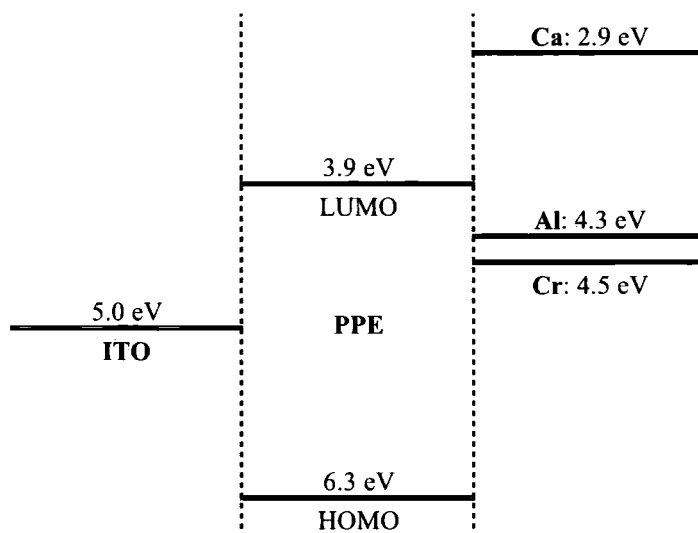 Ca: 2.9 eV
3.9 eV
LUMO
Al: 4.3 eV
Cr: 4.5 eV
5.0 eV
ITO
PPE
6.3 eV
HOMO